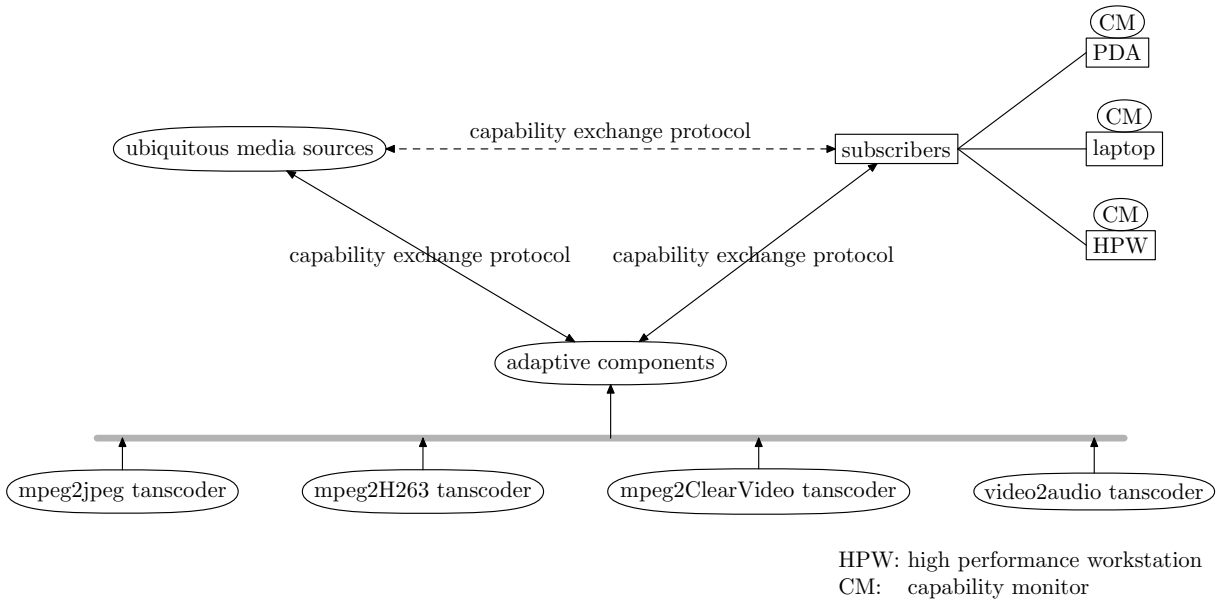 CM
PDA
capability exchange protocol
CM
ubiquitous media sources
subscribers
laptop
CM
HPW
capability exchange protocol
capability exchange protocol
adaptive components
mpeg2jpeg tanscoder
mpeg2H263 tanscoder
mpeg2ClearVideo tanscoder
video2audio tanscoder
HPW: high performance workstation
CM: capability monitor